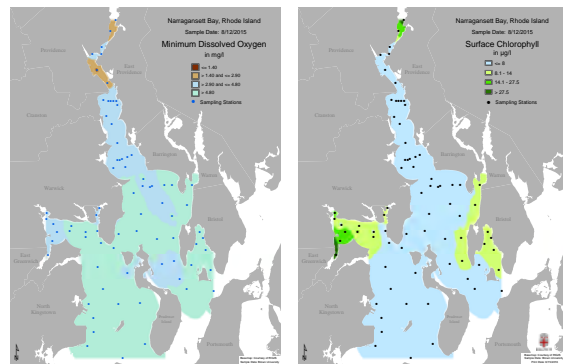 Narragansett Bay, Rhode Island
Sample Date: 8/12/2015
Minimum Dissolved Oxygen
in mg/l
<= 1.40
> 1.40 and <= 2.90
> 2.90 and <= 4.80
> 4.80
Sampling Stations
Providence
East
Providence
Cranston
Barrington
Warren
Warwick
Bristol
East
Greenwich
North
Kingstown
Portsmouth
Narragansett Bay, Rhode Island
Sample Date: 8/12/2015
Surface Chlorophyll
in µg/l
<= 8
8.1 - 14
14.1 - 27.5
> 27.5
Sampling Stations
Providence
East
Providence
Cranston
Barrington
Warren
Warwick
Bristol
East
Greenwich
North
Kingstown
Portsmouth